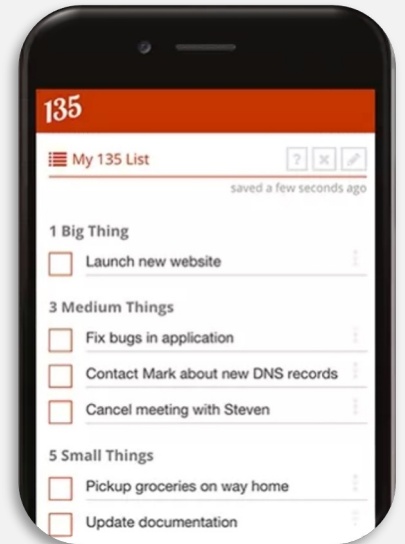 135
My 135 List
? x
saved a few seconds ago
1 Big Thing
Launch new website
3 Medium Things
Fix bugs in application
Contact Mark about new DNS records
Cancel meeting with Steven
5 Small Things
Pickup groceries on way home
Update documentation